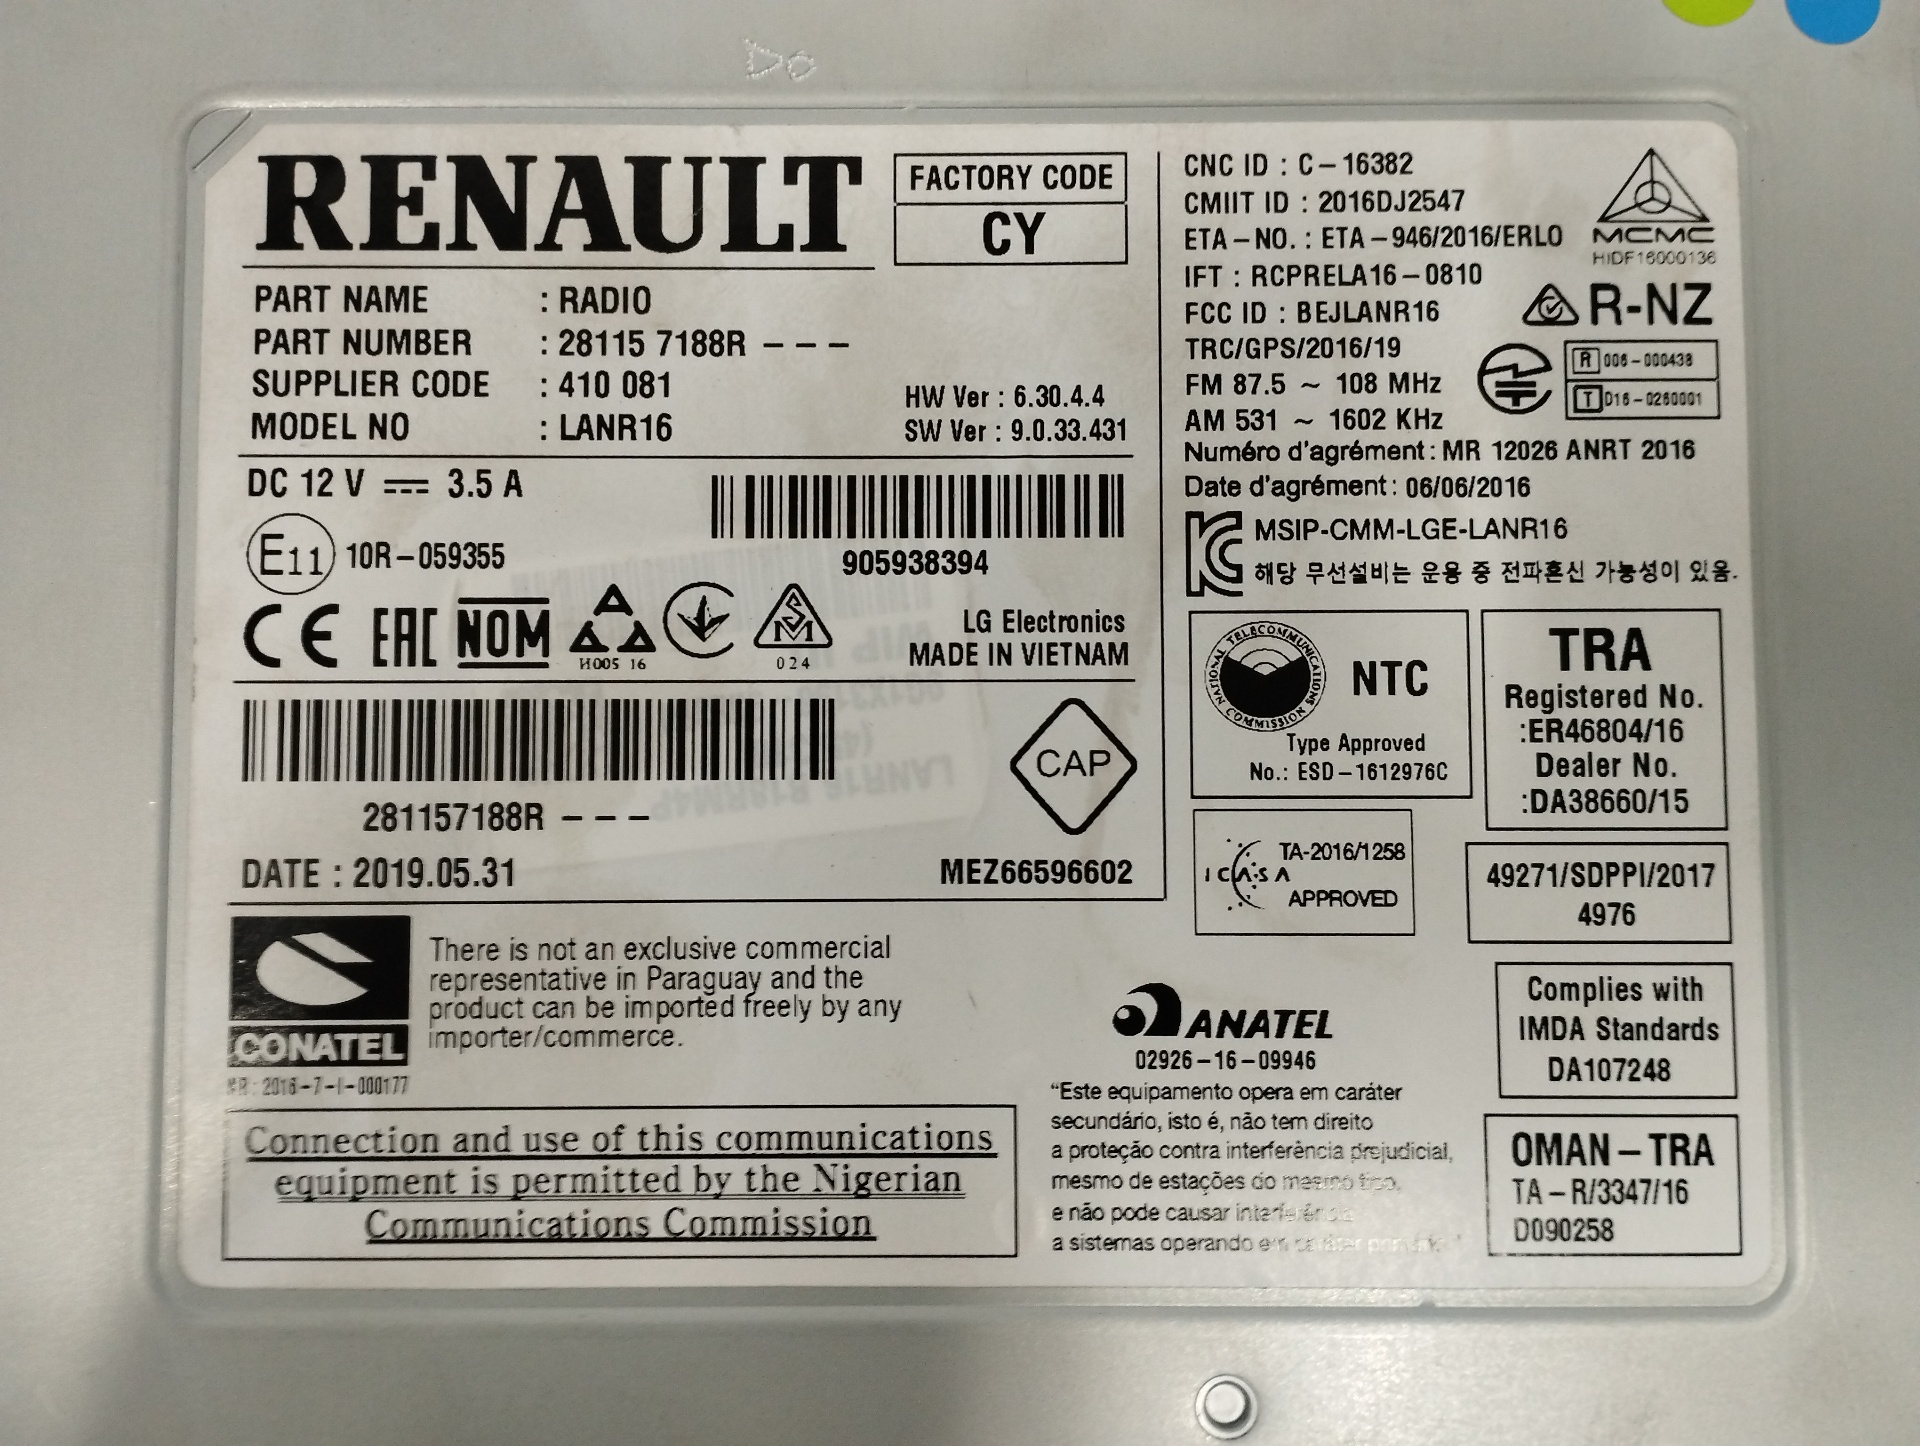 DO
RENAULT
FACTORY CODE
CY
PART NAME : RADIO
PART NUMBER : 28115 7188R - - -
SUPPLIER CODE : 410 081
MODEL NO : LANR16
HW Ver : 6.30.4.4
SW Ver : 9.0.33.431
DC 12 V 3.5 A
E11 10R-059355
905938394
CE EAC NOM
H005 16
SM
024
LG Electronics
MADE IN VIETNAM
281157188R - - -
CAP
DATE : 2019.05.31
MEZ66596602
CNC ID : C-16382
CMIIT ID : 2016DJ2547
ETA-NO. : ETA-946/2016/ERLO
IFT : RCPRELA16-0810
FCC ID : BEJLANR16
TRC/GPS/2016/19
FM 87.5 ~ 108 MHz
AM 531 ~ 1602 KHz
MCMC
HIDF16000136
R-NZ
R 006-000438
T D16-0260001
Numéro d'agrément : MR 12026 ANRT 2016
Date d'agrément : 06/06/2016
MSIP-CMM-LGE-LANR16
해당 무선설비는 운용 중 전파혼신 가능성이 있음.
NATIONAL TELECOMMUNICATIONS COMMISSION
NTC
Type Approved
No.: ESD-1612976C
TRA
Registered No.
:ER46804/16
Dealer No.
:DA38660/15
ICASA
TA-2016/1258
APPROVED
49271/SDPPI/2017
4976
Complies with
IMDA Standards
DA107248
OMAN-TRA
TA-R/3347/16
D090258
CONATEL
NR: 2016-7-I-000177
There is not an exclusive commercial
representative in Paraguay and the
product can be imported freely by any
importer/commerce.
Connection and use of this communications
equipment is permitted by the Nigerian
Communications Commission
ANATEL
02926-16-09946
“Este equipamento opera em caráter
secundário, isto é, não tem direito
a proteção contra interferência prejudicial,
mesmo de estações do mesmo tipo,
e não pode causar interferência
a sistemas operando em caráter